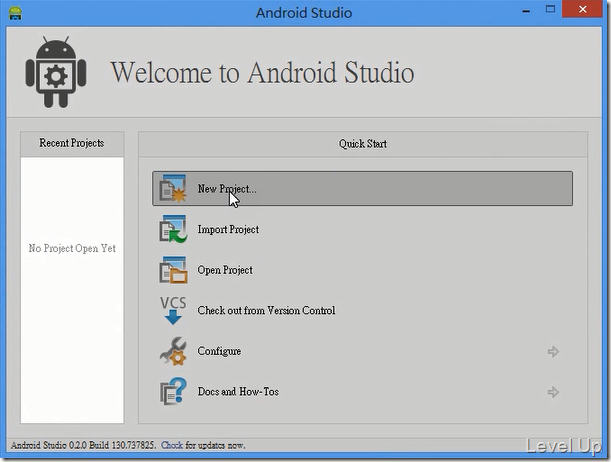 Android Studio
Welcome to Android Studio
Recent Projects
No Project Open Yet
Quick Start
New Project...
Import Project
Open Project
VCS
Check out from Version Control
Configure
Docs and How-Tos
Android Studio 0.2.0 Build 130.737825. Check for updates now.
Level Up